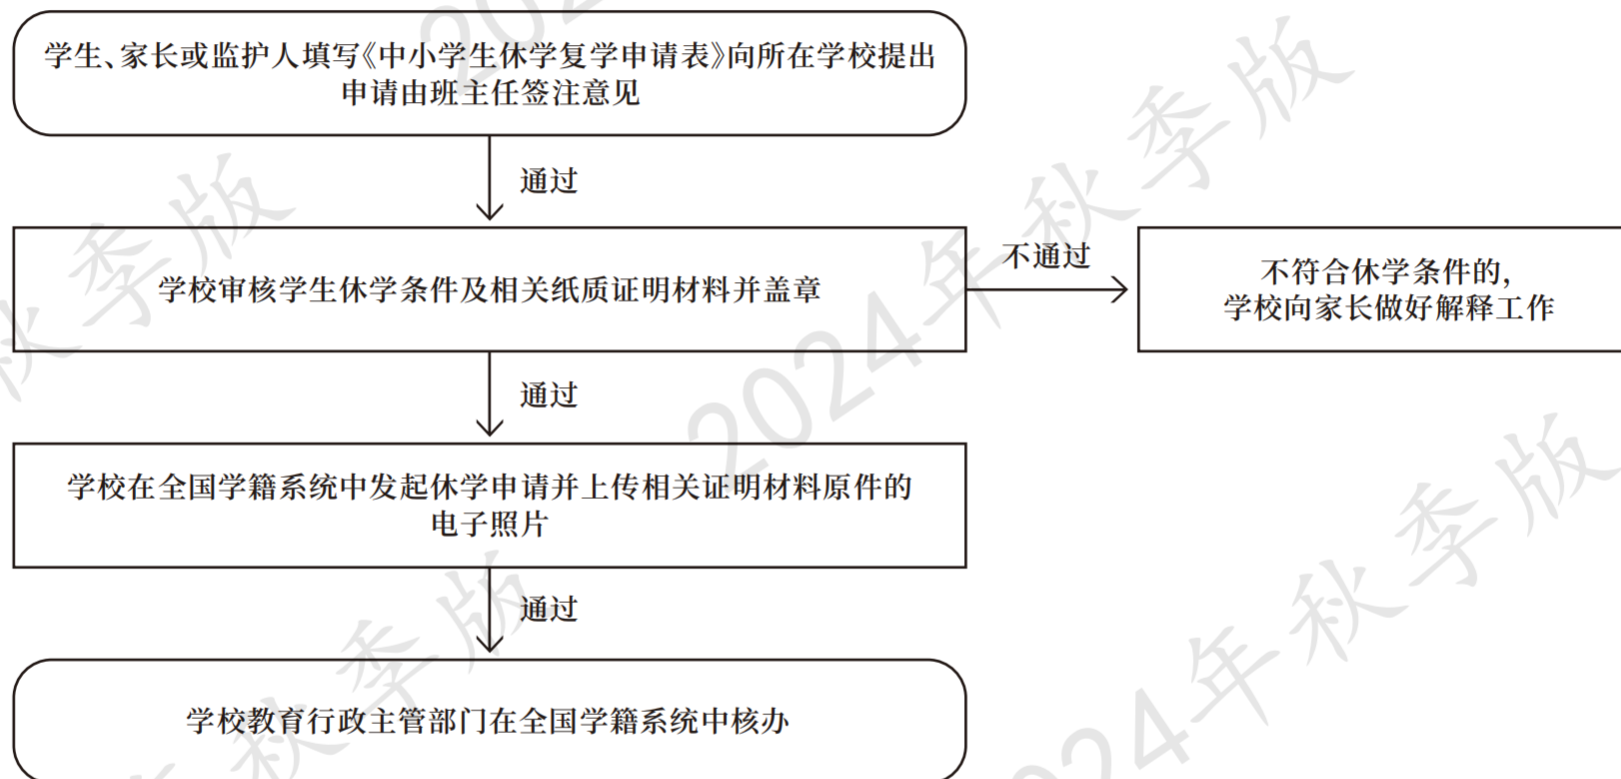 学生、家长或监护人填写《中小学生休学复学申请表》向所在学校提出
申请由班主任签注意见
通过
学校审核学生休学条件及相关纸质证明材料并盖章
不通过
不符合休学条件的,
学校向家长做好解释工作
通过
学校在全国学籍系统中发起休学申请并上传相关证明材料原件的
电子照片
通过
学校教育行政主管部门在全国学籍系统中核办
2024年秋季版
秋季版
2024年秋季版
秋季版
202